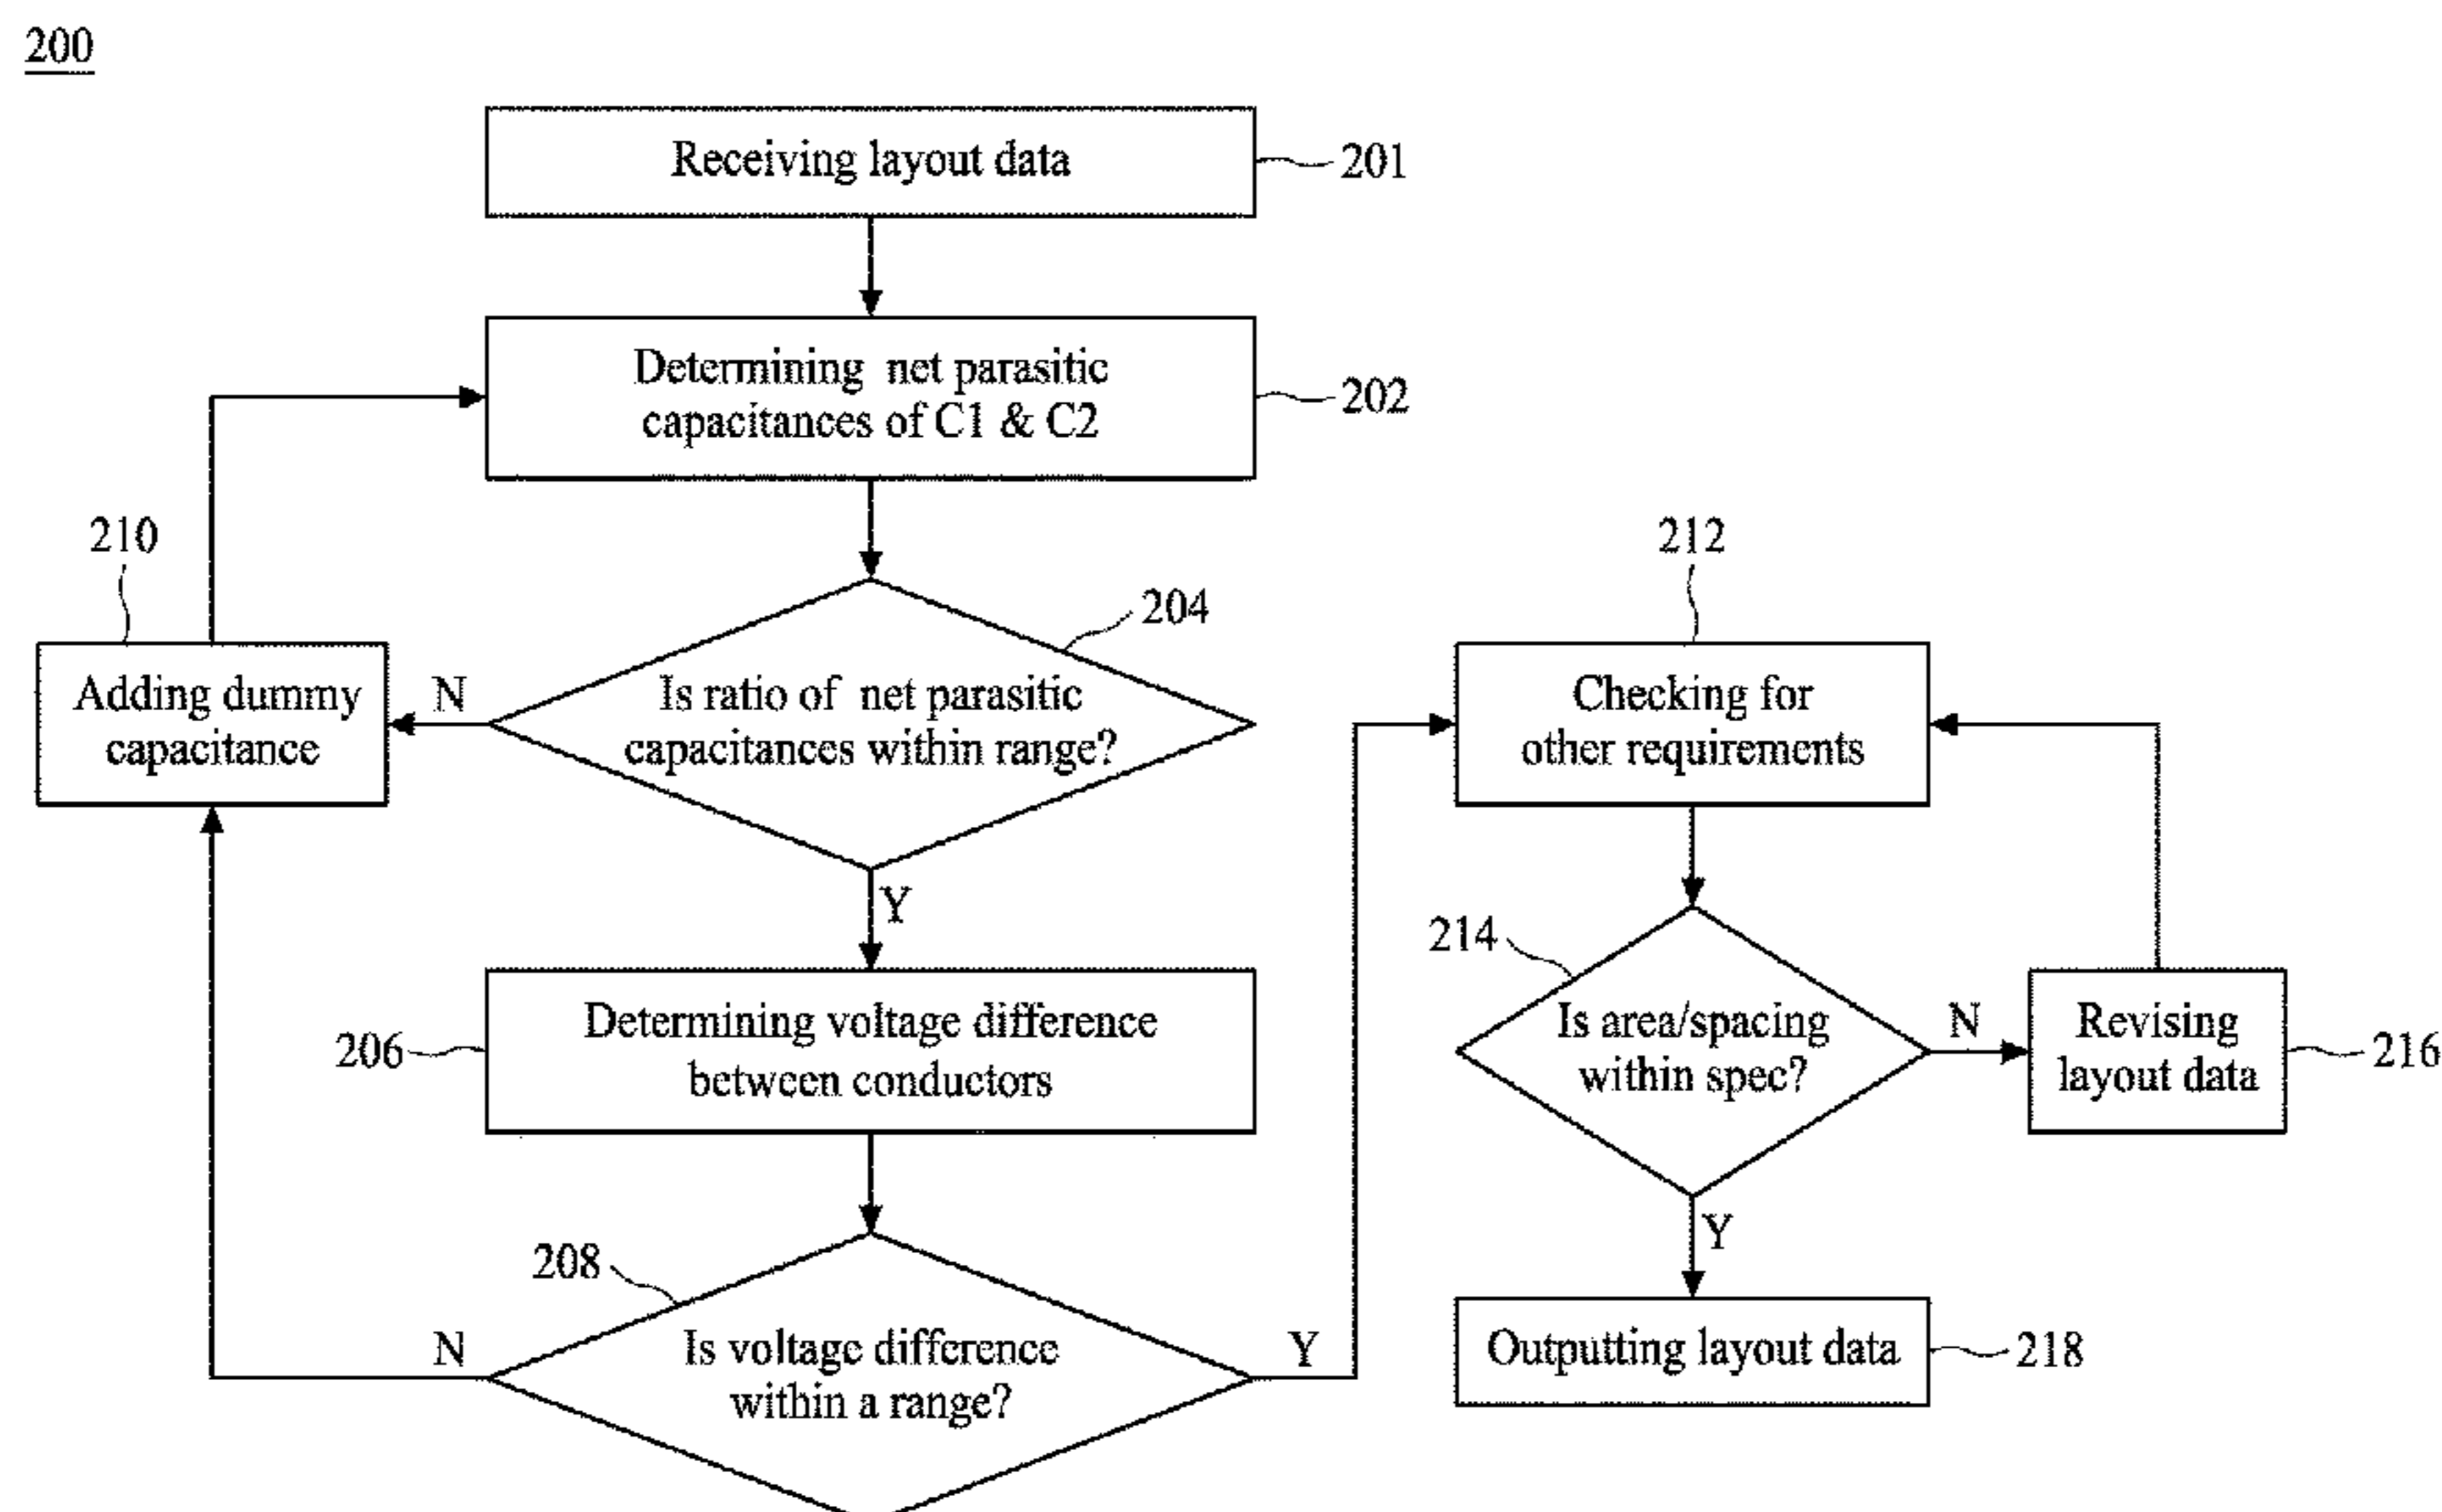 200
Receiving layout data
201
Determining net parasitic
capacitances of C1 & C2
202
210
212
204
Adding dummy
capacitance
N
Is ratio of net parasitic
capacitances within range?
Checking for
other requirements
Y
214
206
Determining voltage difference
between conductors
Is area/spacing
within spec?
N
Revising
layout data
216
208
Y
N
Is voltage difference
within a range?
Y
Outputting layout data
218